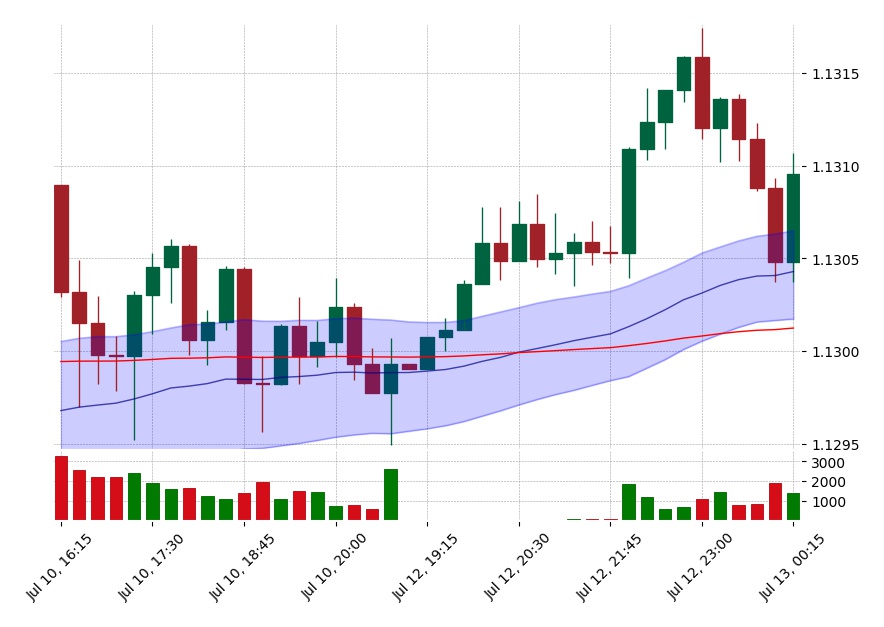 1.1315
1.1310
1.1305
1.1300
1.1295
3000
2000
1000
Jul 10, 16:15
Jul 10, 17:30
Jul 10, 18:45
Jul 10, 20:00
Jul 12, 19:15
Jul 12, 20:30
Jul 12, 21:45
Jul 12, 23:00
Jul 13, 00:15